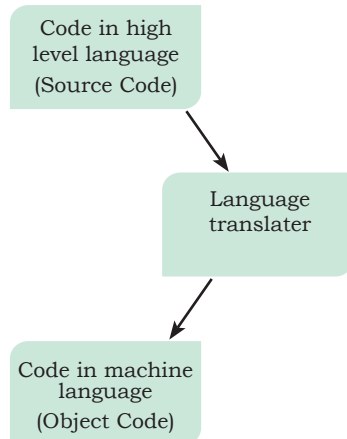 Code in high
level language
(Source Code)
Language
translater
Code in machine
language
(Object Code)